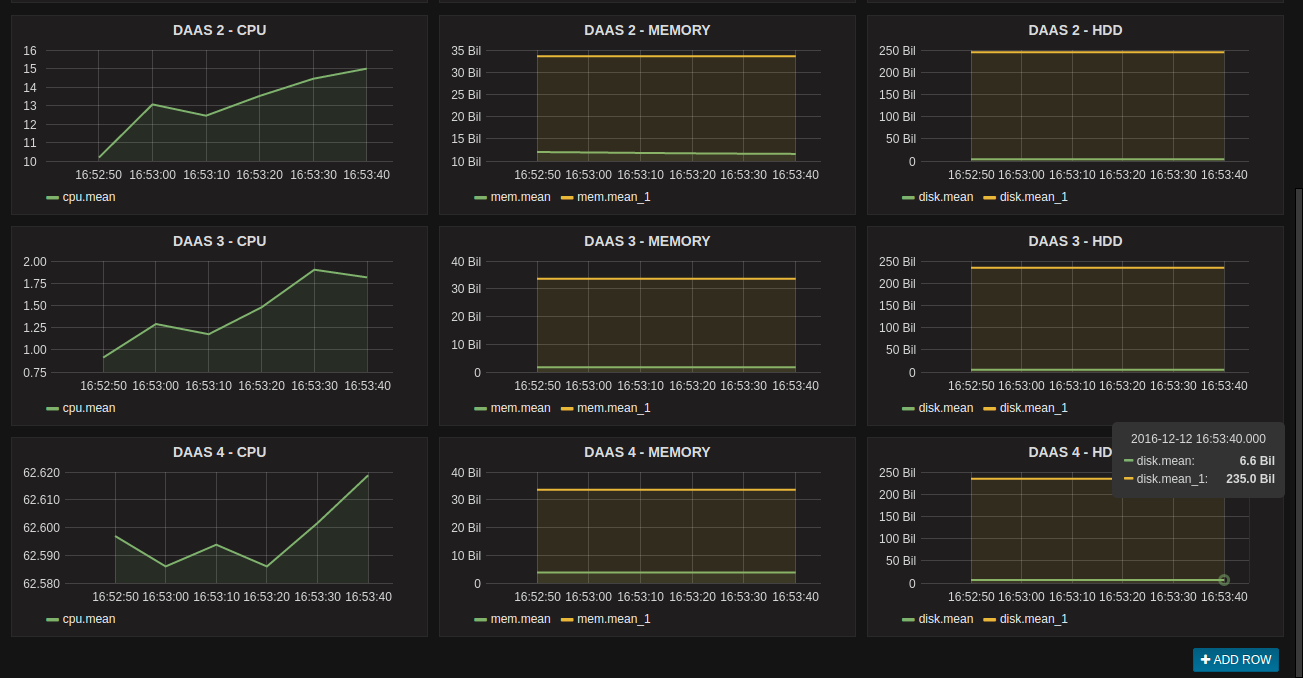 DAAS 2 - CPU
16
15
14
13
12
11
10
16:52:50 16:53:00 16:53:10 16:53:20 16:53:30 16:53:40
cpu.mean
DAAS 2 - MEMORY
35 Bil
30 Bil
25 Bil
20 Bil
15 Bil
10 Bil
16:52:50 16:53:00 16:53:10 16:53:20 16:53:30 16:53:40
mem.mean mem.mean_1
DAAS 2 - HDD
250 Bil
200 Bil
150 Bil
100 Bil
50 Bil
0
16:52:50 16:53:00 16:53:10 16:53:20 16:53:30 16:53:40
disk.mean disk.mean_1
DAAS 3 - CPU
2.00
1.75
1.50
1.25
1.00
0.75
16:52:50 16:53:00 16:53:10 16:53:20 16:53:30 16:53:40
cpu.mean
DAAS 3 - MEMORY
40 Bil
30 Bil
20 Bil
10 Bil
0
16:52:50 16:53:00 16:53:10 16:53:20 16:53:30 16:53:40
mem.mean mem.mean_1
DAAS 3 - HDD
250 Bil
200 Bil
150 Bil
100 Bil
50 Bil
0
16:52:50 16:53:00 16:53:10 16:53:20 16:53:30 16:53:40
disk.mean disk.mean_1
DAAS 4 - CPU
62.620
62.610
62.600
62.590
62.580
16:52:50 16:53:00 16:53:10 16:53:20 16:53:30 16:53:40
cpu.mean
DAAS 4 - MEMORY
40 Bil
30 Bil
20 Bil
10 Bil
0
16:52:50 16:53:00 16:53:10 16:53:20 16:53:30 16:53:40
mem.mean mem.mean_1
DAAS 4 - HD
2016-12-12 16:53:40.000
disk.mean: 6.6 Bil
disk.mean_1: 235.0 Bil
250 Bil
200 Bil
150 Bil
100 Bil
50 Bil
0
16:52:50 16:53:00 16:53:10 16:53:20 16:53:30 16:53:40
disk.mean disk.mean_1
ADD ROW